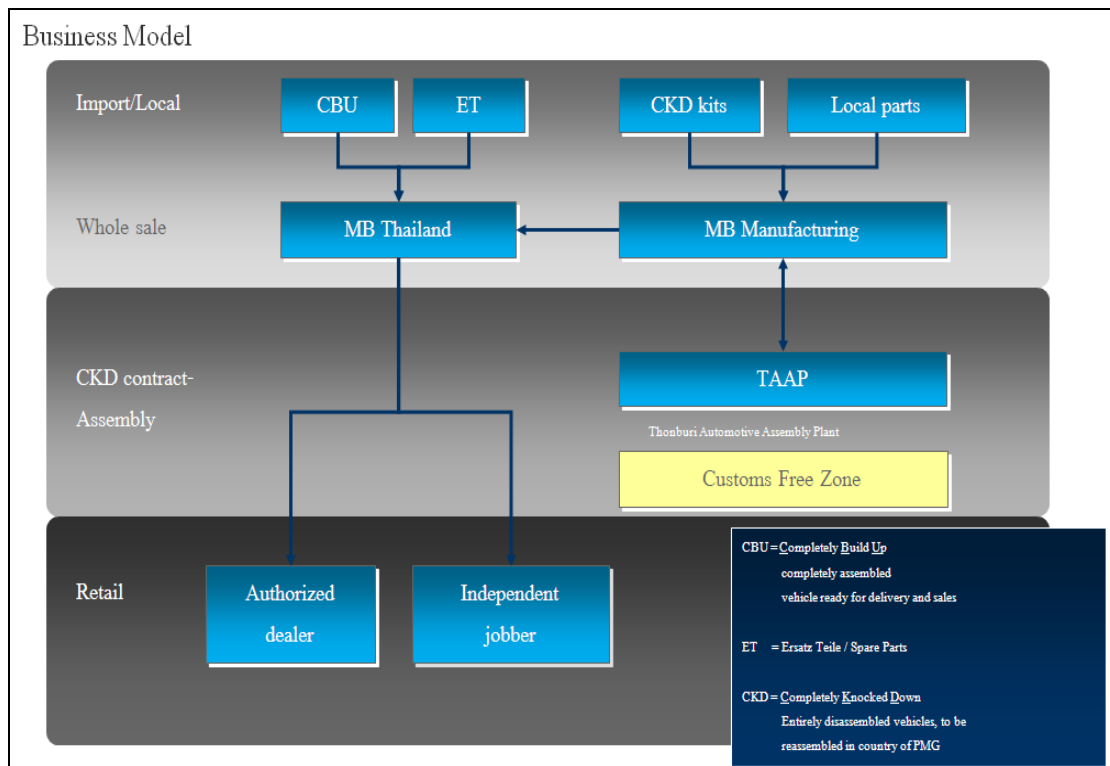 Business Model
Import/Local
CBU
ET
CKD kits
Local parts
Whole sale
MB Thailand
MB Manufacturing
CKD contract-
Assembly
TAAP
Thonburi Automotive Assembly Plant
Customs Free Zone
Retail
Authorized
dealer
Independent
jobber
CBU = Completely Build Up
completely assembled
vehicle ready for delivery and sales
ET = Ersatz Teile / Spare Parts
CKD = Completely Knocked Down
Entirely disassembled vehicles, to be
reassembled in country of PMG